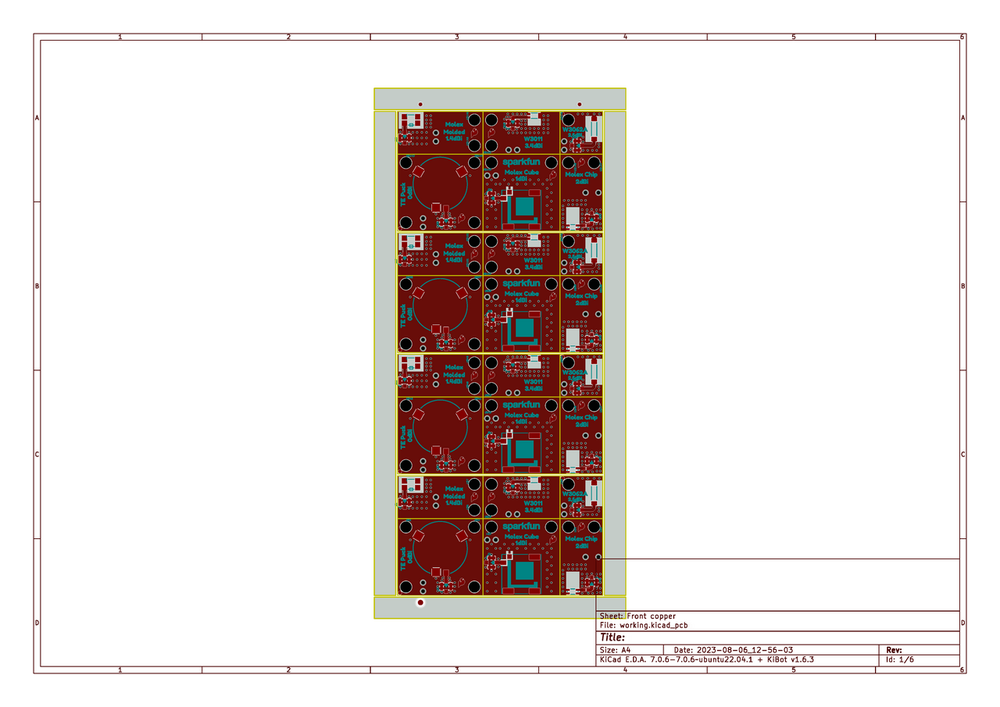 1 2 3 4 5 6
A A
Molex
Molded
1.4dBi
W3011
3.4dBi
W3062A
TE Puck
0dBi
sparkfun
Molex Cube
1dBi
Molex Chip
2dBi
B B
Molex
Molded
1.4dBi
W3011
3.4dBi
W3062A
TE Puck
0dBi
sparkfun
Molex Cube
1dBi
Molex Chip
2dBi
C C
Molex
Molded
1.4dBi
W3011
3.4dBi
W3062A
TE Puck
0dBi
sparkfun
Molex Cube
1dBi
Molex Chip
2dBi
Molex
Molded
1.4dBi
W3011
3.4dBi
W3062A
TE Puck
0dBi
sparkfun
Molex Cube
1dBi
Molex Chip
2dBi
D D
Sheet: Front copper
File: working.kicad_pcb
Title:
Size: A4 Date: 2023-08-06_12-56-03 Rev:
KiCad E.D.A. 7.0.6-7.0.6~ubuntu22.04.1 + KiBot v1.6.3 Id: 1/6
1 2 3 4 5 6